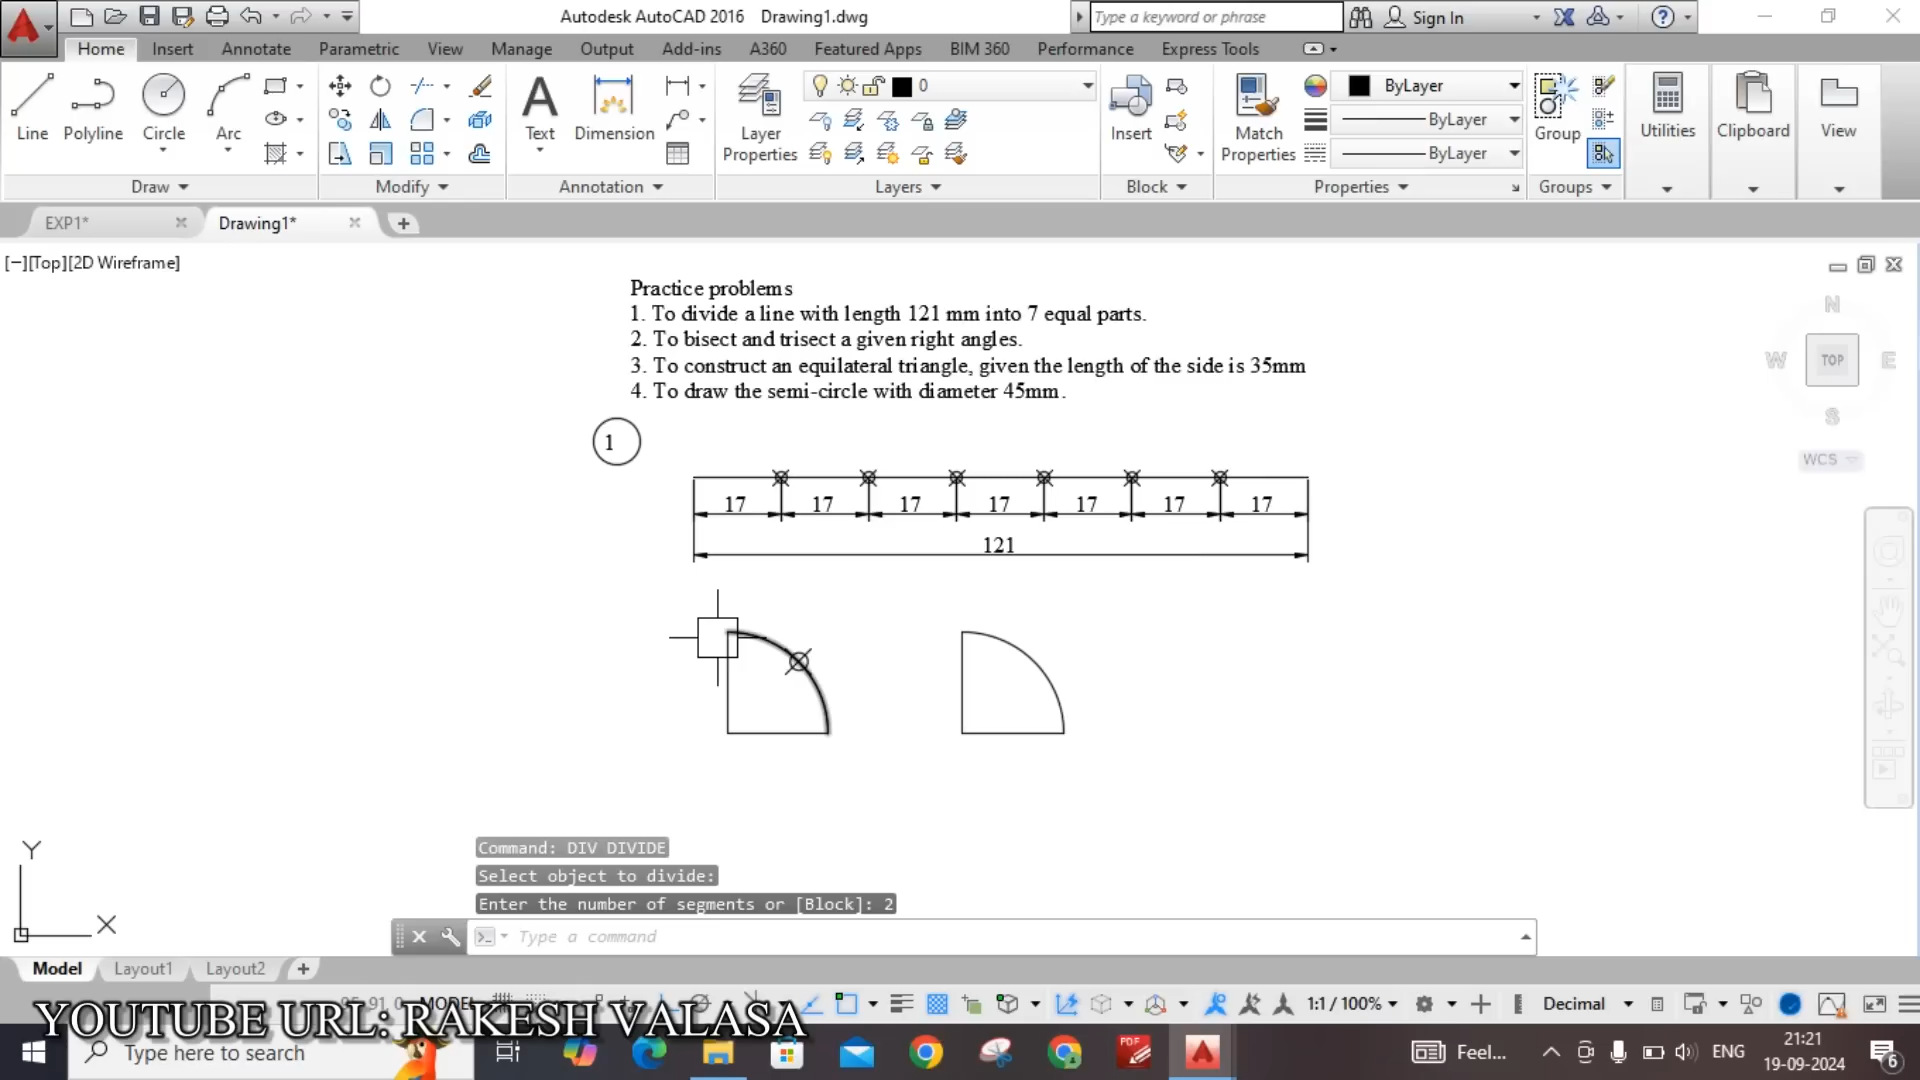 Autodesk AutoCAD 2016 Drawing1.dwg
Type a keyword or phrase
Sign In
Home Insert Annotate Parametric View Manage Output Add-ins A360 Featured Apps BIM 360 Performance Express Tools
Line Polyline Circle Arc
Text Dimension
Layer Properties
0
Insert
Match Properties
ByLayer
ByLayer
ByLayer
Group
Utilities Clipboard View
Draw Modify Annotation Layers Block Properties Groups
EXP1* Drawing1*
[−][Top][2D Wireframe]
Practice problems
1. To divide a line with length 121 mm into 7 equal parts.
2. To bisect and trisect a given right angles.
3. To construct an equilateral triangle, given the length of the side is 35mm
4. To draw the semi-circle with diameter 45mm.
N
W TOP E
S
WCS
1
17 17 17 17 17 17 17
121
Command: DIV DIVIDE
Select object to divide:
Enter the number of segments or [Block]: 2
Type a command
Y
X
Model Layout1 Layout2
MODEL
1:1 / 100%
Decimal
YOUTUBE URL: RAKESH VALASA
Type here to search
PDF
Feel...
ENG
21:21
19-09-2024
6